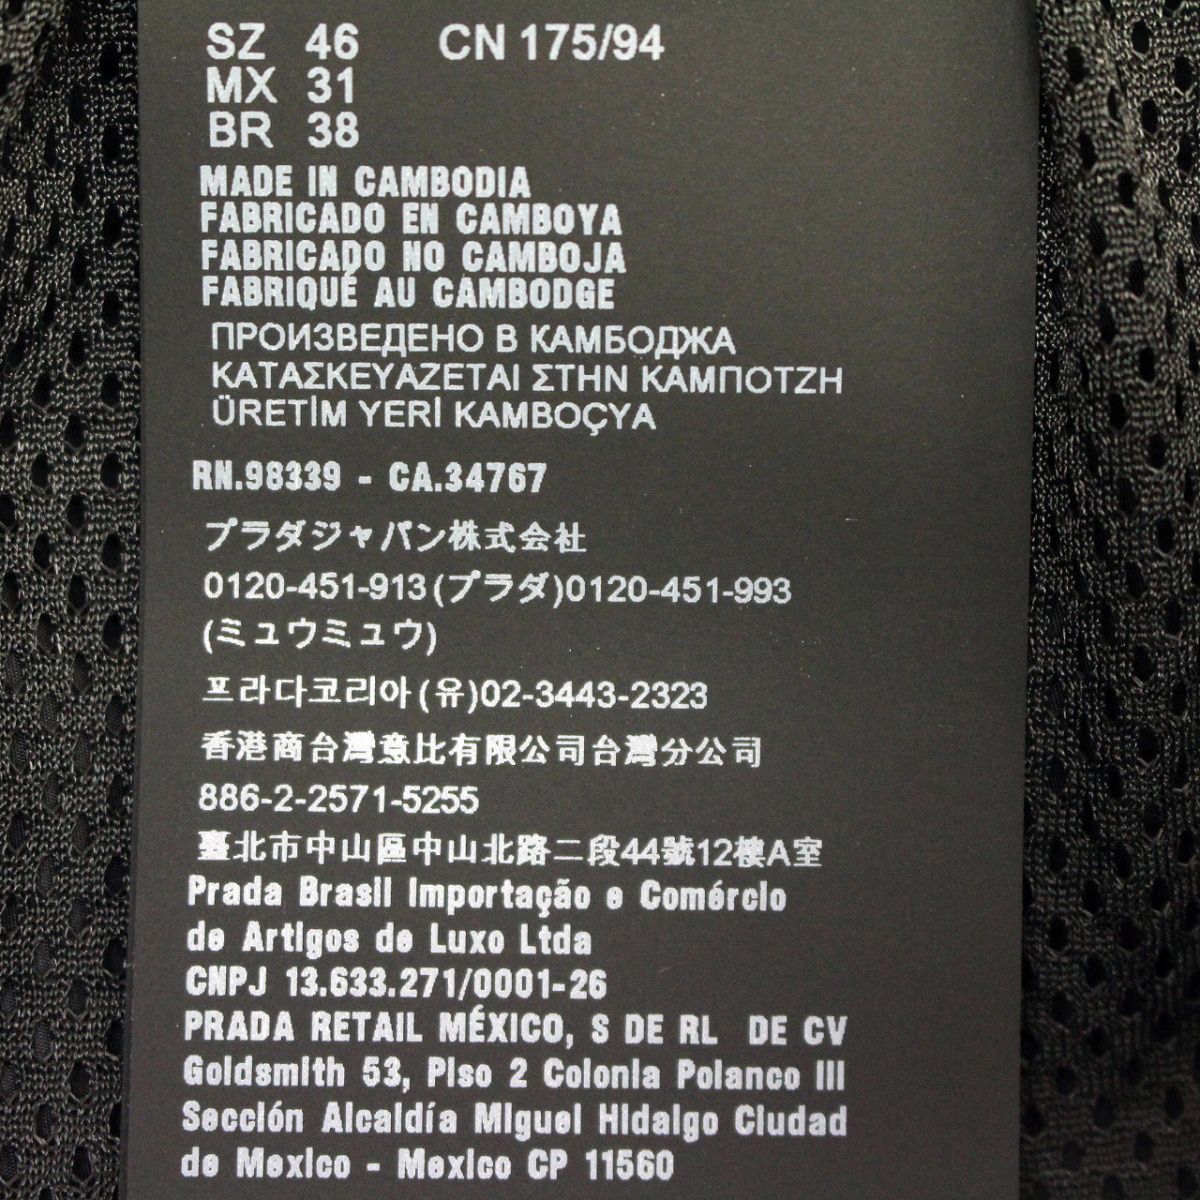 SZ 46 CN 175/94
MX 31
BR 38
MADE IN CAMBODIA
FABRICADO EN CAMBOYA
FABRICADO NO CAMBOJA
FABRIQUÉ AU CAMBODGE
ПРОИЗВЕДЕНО В КАМБОДЖА
ΚΑΤΑΣΚΕΥΑΖΕΤΑΙ ΣΤΗΝ ΚΑΜΠΟΤΖΗ
ÜRETİM YERİ KAMBOÇYA
RN.98339 - CA.34767
プラダジャパン株式会社
0120-451-913(プラダ)0120-451-993
(ミュウミュウ)
프라다코리아(유)02-3443-2323
香港商台灣意比有限公司台灣分公司
886-2-2571-5255
臺北市中山區中山北路二段44號12樓A室
Prada Brasil Importação e Comércio
de Artigos de Luxo Ltda
CNPJ 13.633.271/0001-26
PRADA RETAIL MÉXICO, S DE RL DE CV
Goldsmith 53, Piso 2 Colonia Polanco III
Sección Alcaldía Miguel Hidalgo Ciudad
de Mexico - Mexico CP 11560